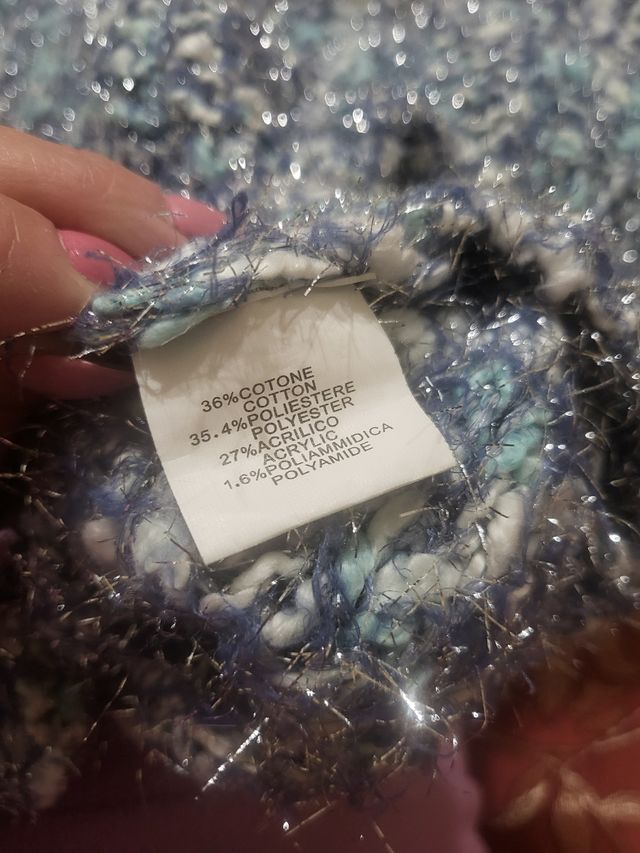 36%COTONE
COTTON
35.4%POLIESTERE
POLYESTER
27%ACRILICO
ACRYLIC
1.6%POLIAMMIDICA
POLYAMIDE